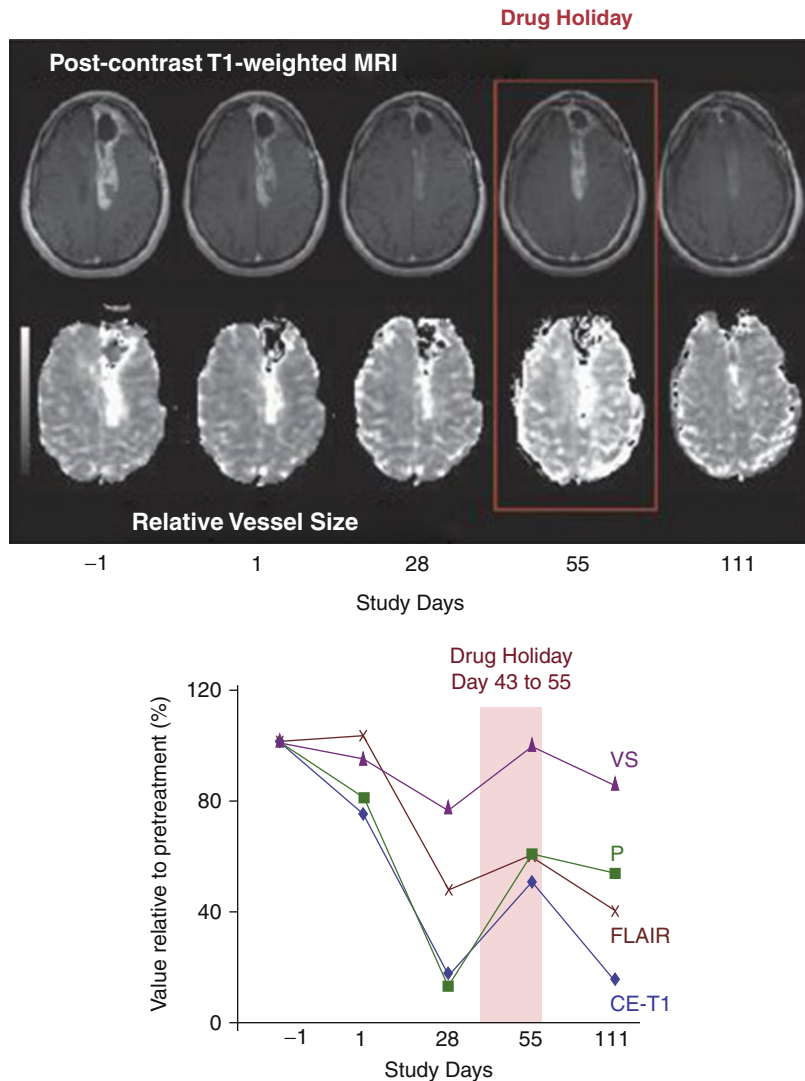 Drug Holiday
Post-contrast T1-weighted MRI
Relative Vessel Size
–1 1 28 55 111
Study Days
Drug Holiday
Day 43 to 55
Value relative to pretreatment (%)
120
80
40
0
VS
P
FLAIR
CE-T1
–1 1 28 55 111
Study Days